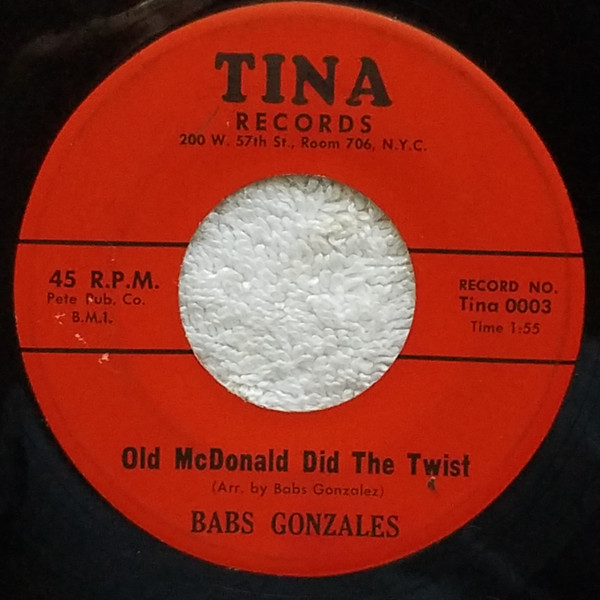 TINA
RECORDS
200 W. 57th St., Room 706, N.Y.C.
45 R.P.M.
Pete Pub. Co.
B.M.I.
RECORD NO.
Tina 0003
Time 1:55
Old McDonald Did The Twist
(Arr. by Babs Gonzalez)
BABS GONZALES